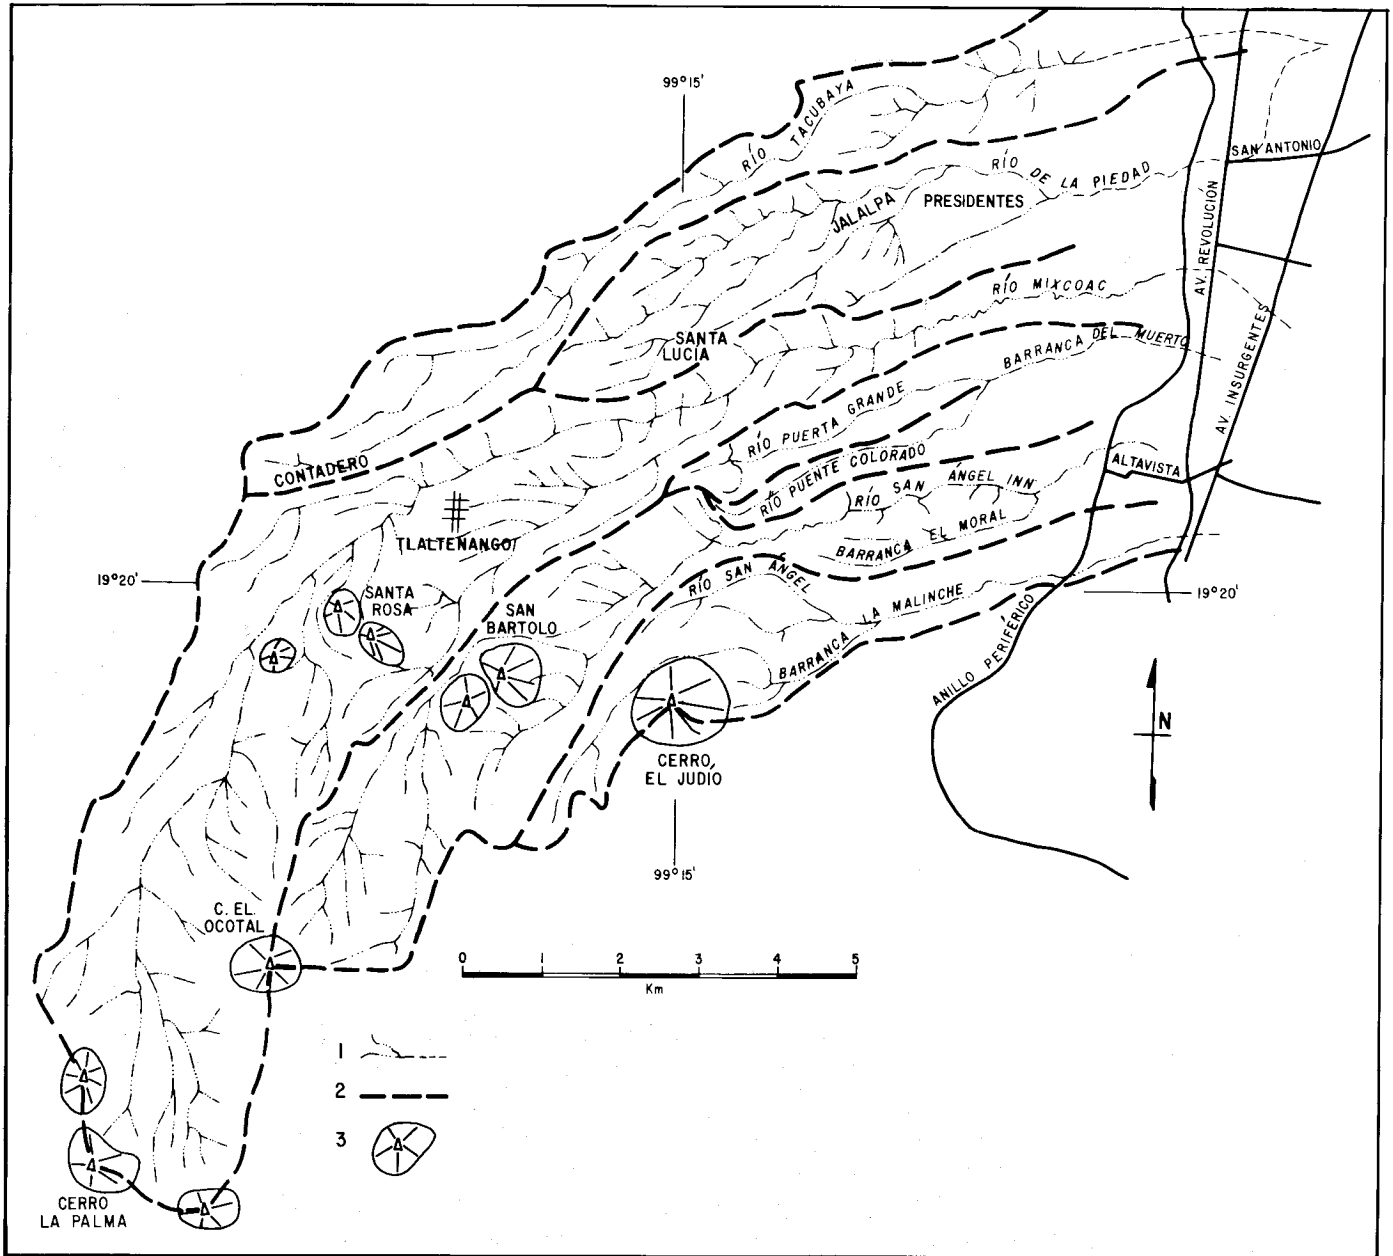 99°15'
RÍO TACUBAYA
RÍO DE LA PIEDAD
SAN ANTONIO
JALALPA
PRESIDENTES
AV. REVOLUCION
RÍO MIXCOAC
SANTA
LUCÍA
BARRANCA DEL MUERTO
AV. INSURGENTES
RÍO PUERTA GRANDE
CONTADERO
RÍO PUENTE COLORADO
ALTAVISTA
RÍO SAN ÁNGEL INN
TLALTENANGO
BARRANCA EL MORAL
19°20'
RÍO SAN ANGEL
19°20'
SANTA
ROSA
SAN
BARTOLO
BARRANCA LA MALINCHE
ANILLO PERIFÉRICO
N
CERRO
EL JUDIO
99°15'
C. EL
OCOTAL
0 1 2 3 4 5
Km
1
2
3
CERRO
LA PALMA